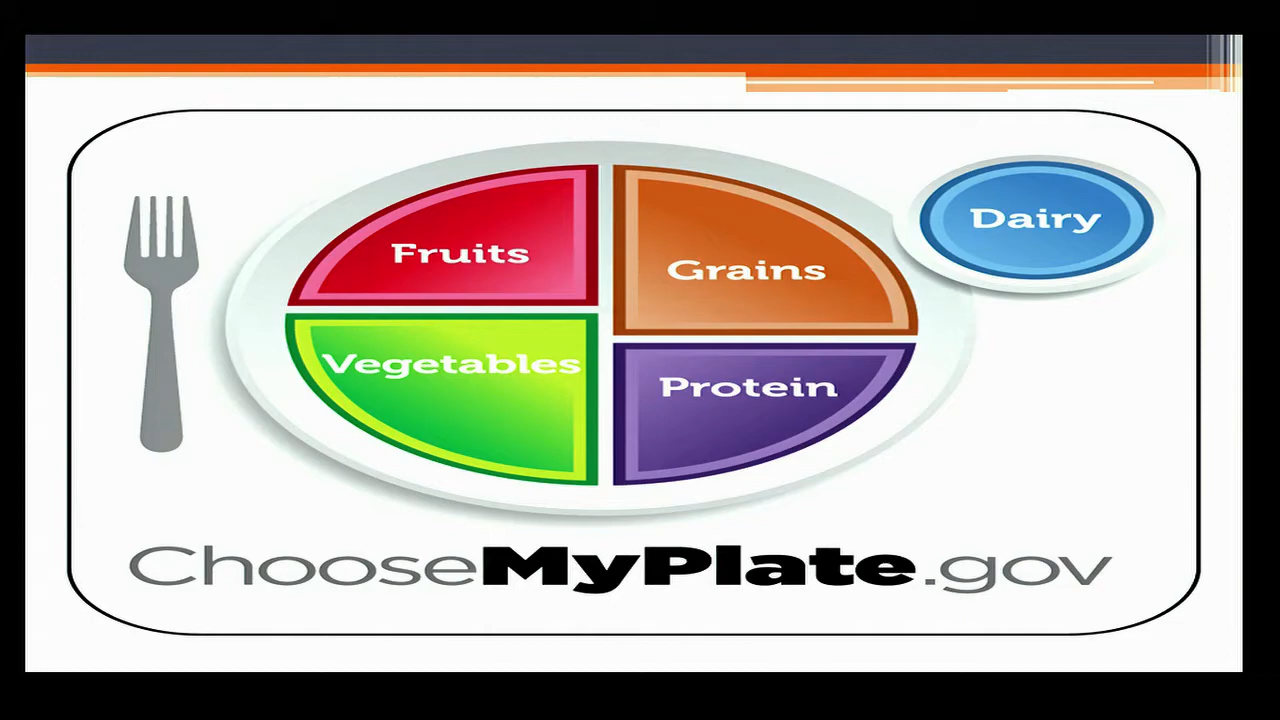 Fruits
Grains
Dairy
Vegetables
Protein
ChooseMyPlate.gov